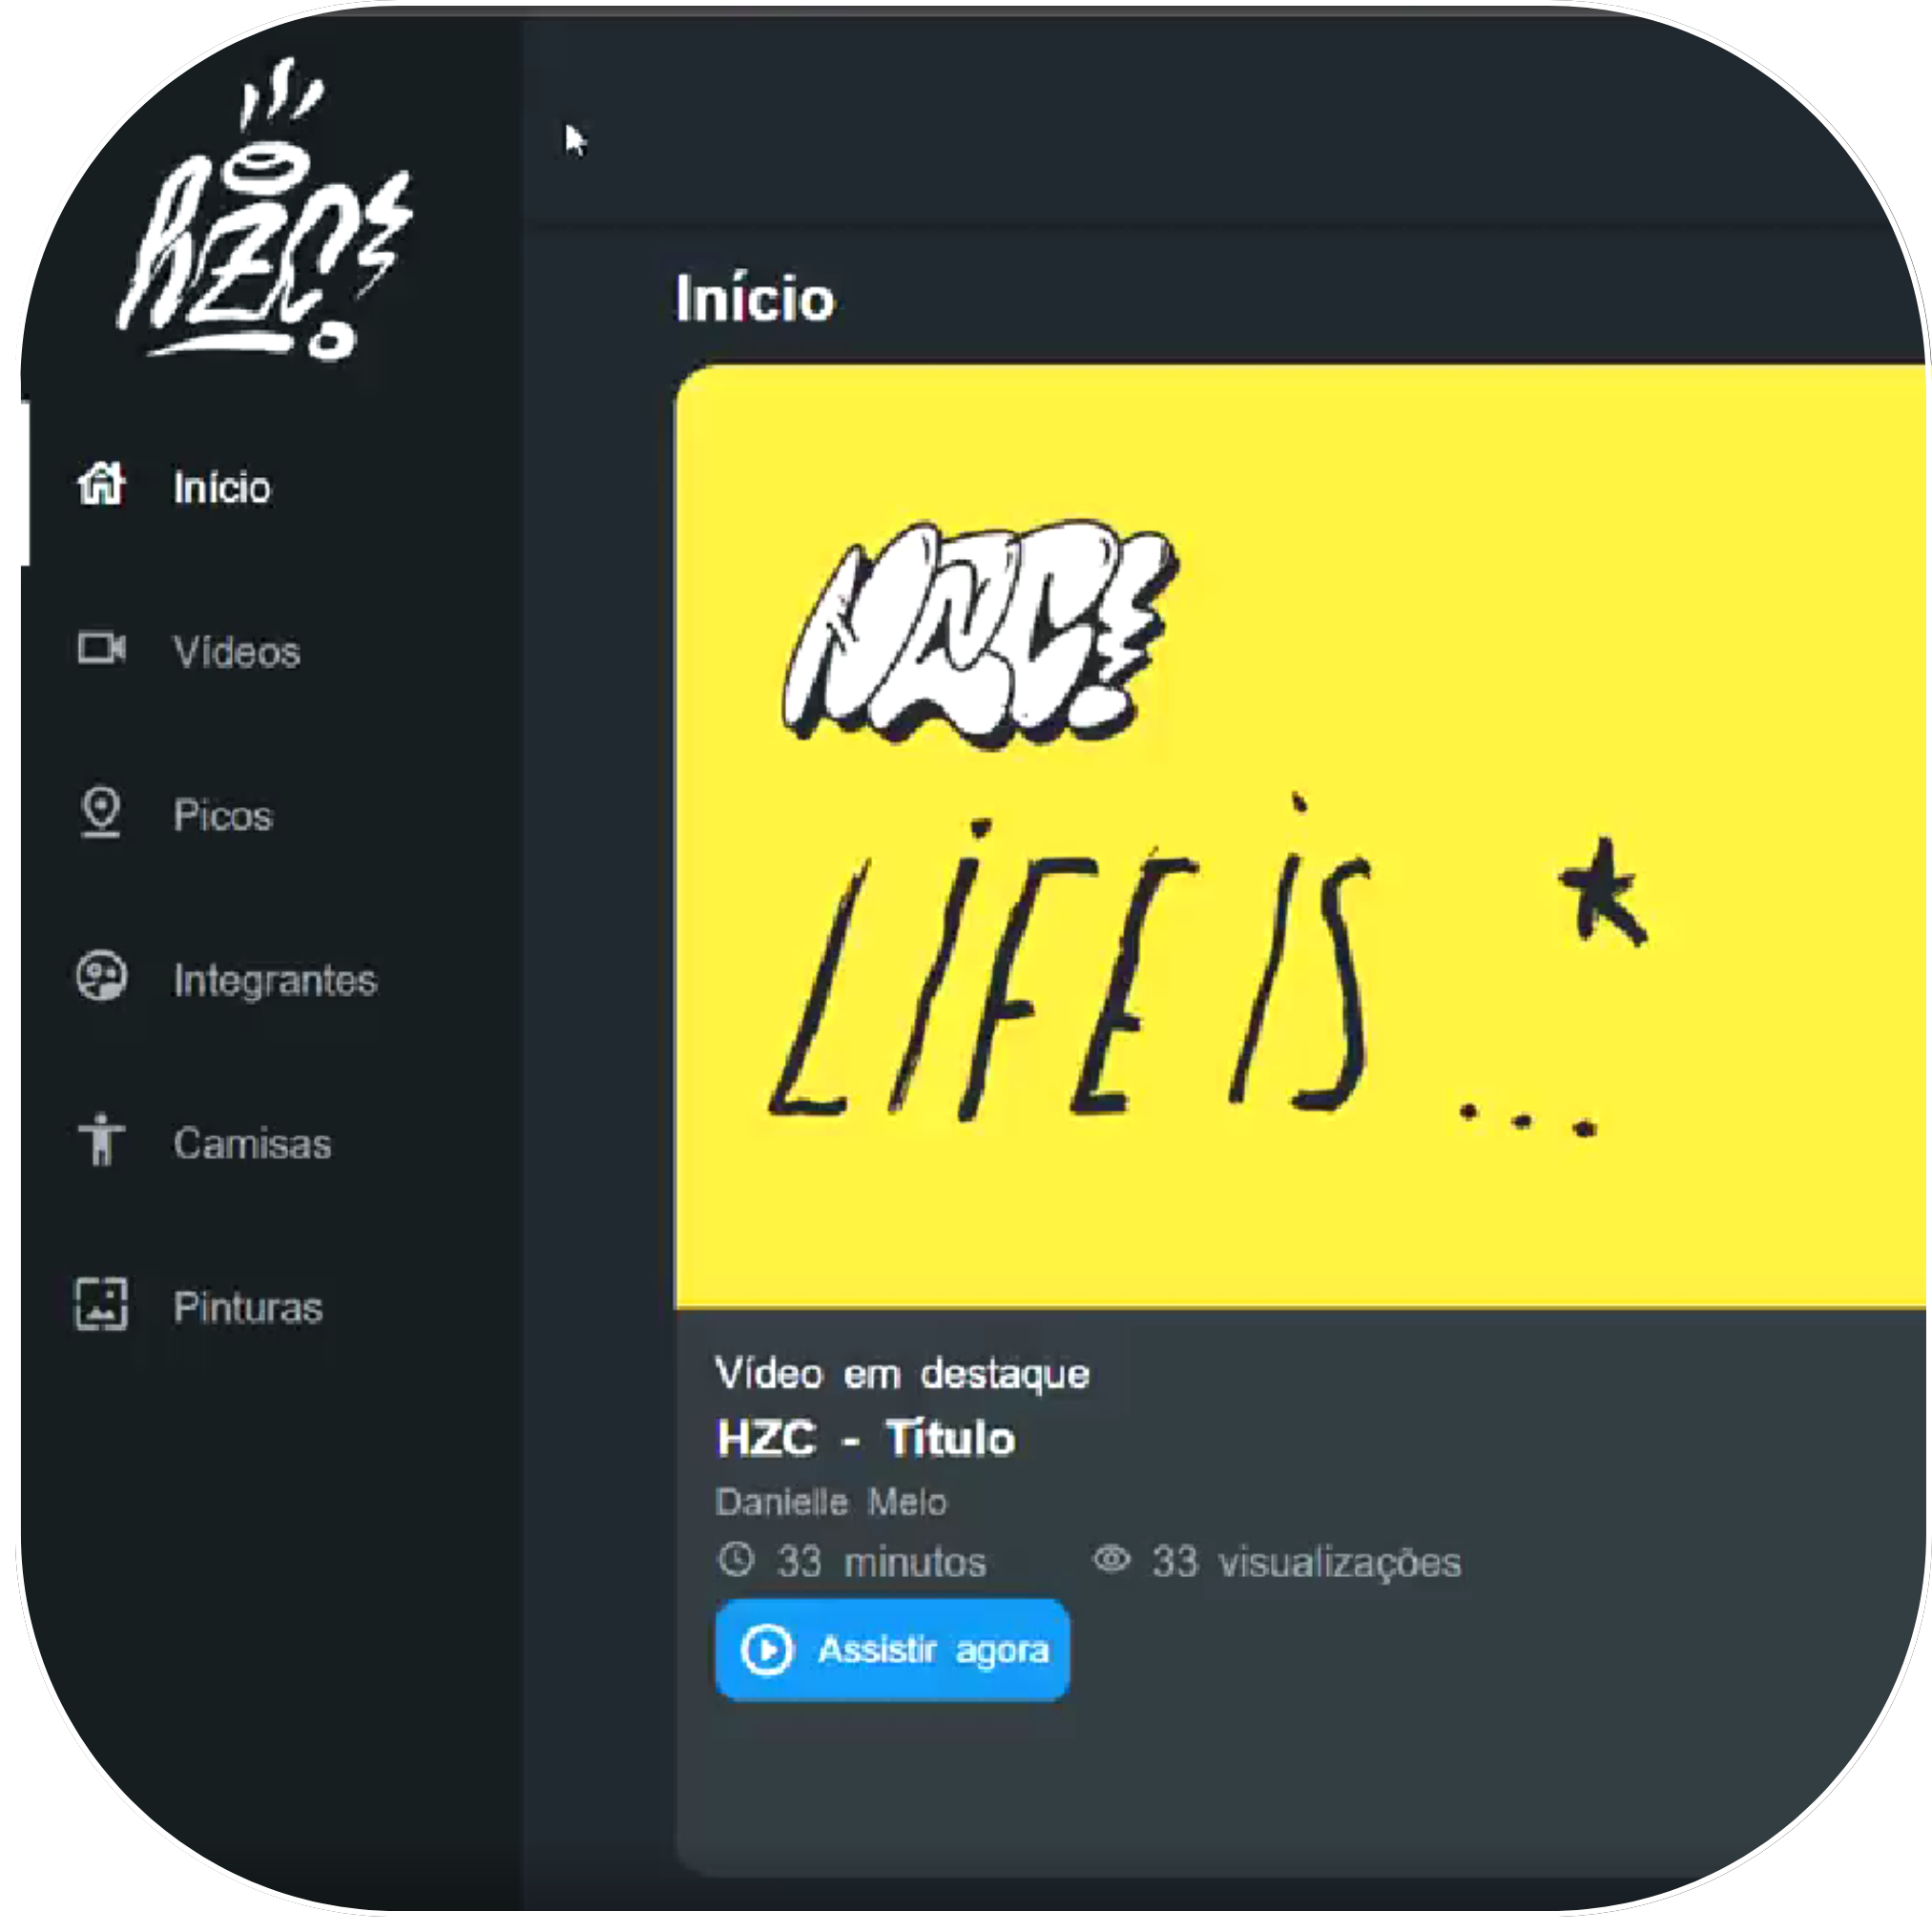 HZC
Início
Vídeos
Picos
Integrantes
Camisas
Pinturas
Início
HZC
LIFE IS ...
Vídeo em destaque
HZC - Título
Danielle Melo
33 minutos 33 visualizações
Assistir agora